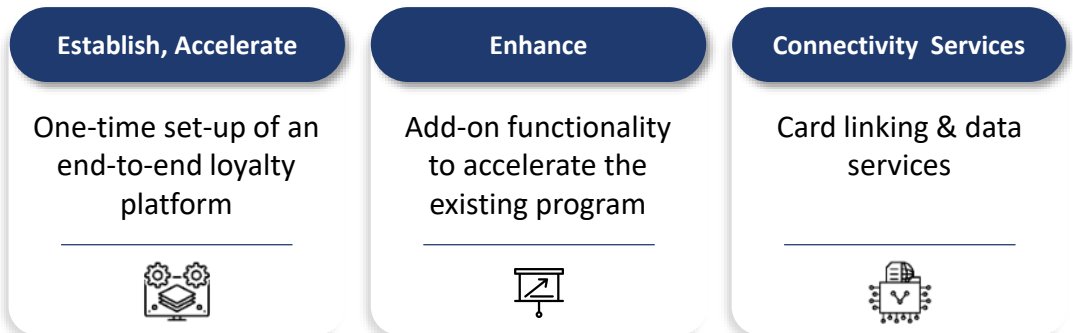 Establish, Accelerate
One-time set-up of an
end-to-end loyalty
platform
Enhance
Add-on functionality
to accelerate the
existing program
Connectivity Services
Card linking & data
services